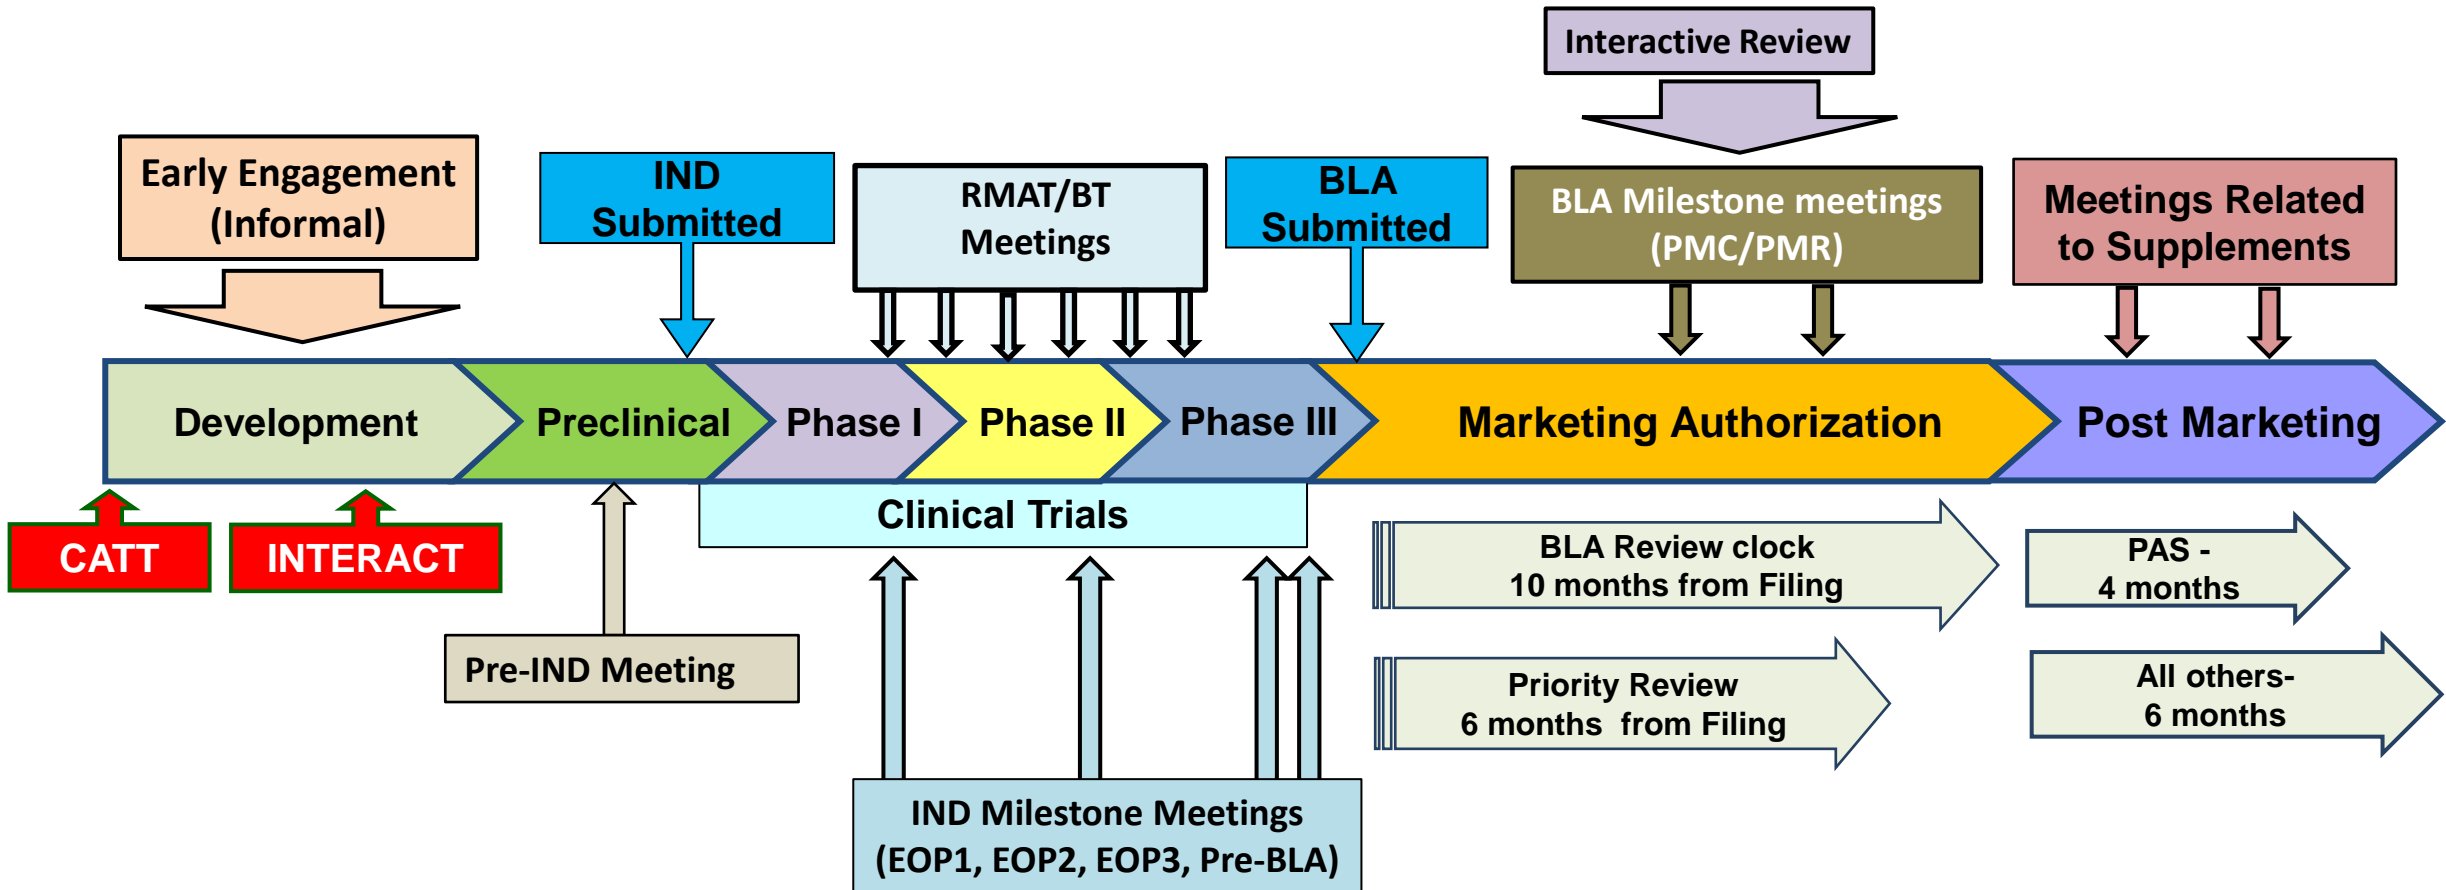 Interactive Review
Early Engagement
(Informal)
IND
Submitted
RMAT/BT
Meetings
BLA
Submitted
BLA Milestone meetings
(PMC/PMR)
Meetings Related
to Supplements
Development
Preclinical
Phase I
Phase II
Phase III
Marketing Authorization
Post Marketing
CATT
INTERACT
Clinical Trials
BLA Review clock
10 months from Filing
PAS -
4 months
Pre-IND Meeting
Priority Review
6 months from Filing
All others-
6 months
IND Milestone Meetings
(EOP1, EOP2, EOP3, Pre-BLA)